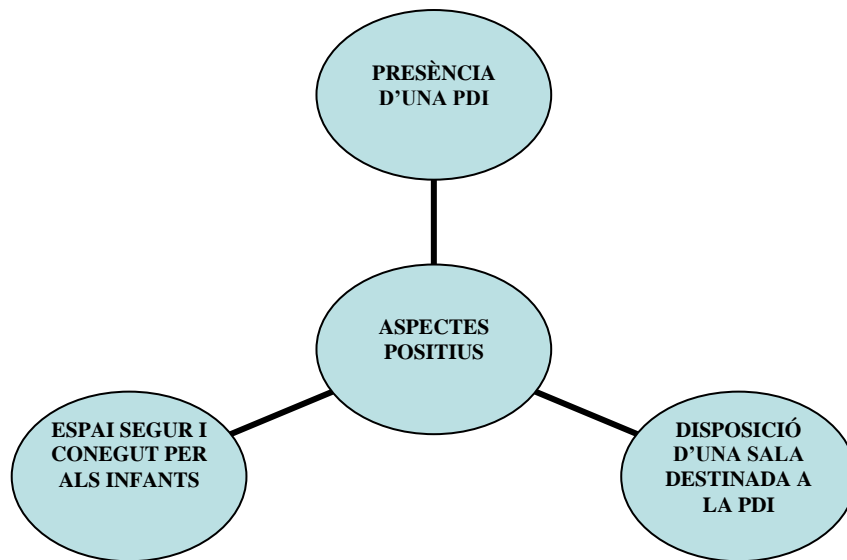 PRESÈNCIA
D’UNA PDI
ASPECTES
POSITIUS
ESPAI SEGUR I
CONEGUT PER
ALS INFANTS
DISPOSICIÓ
D’UNA SALA
DESTINADA A
LA PDI